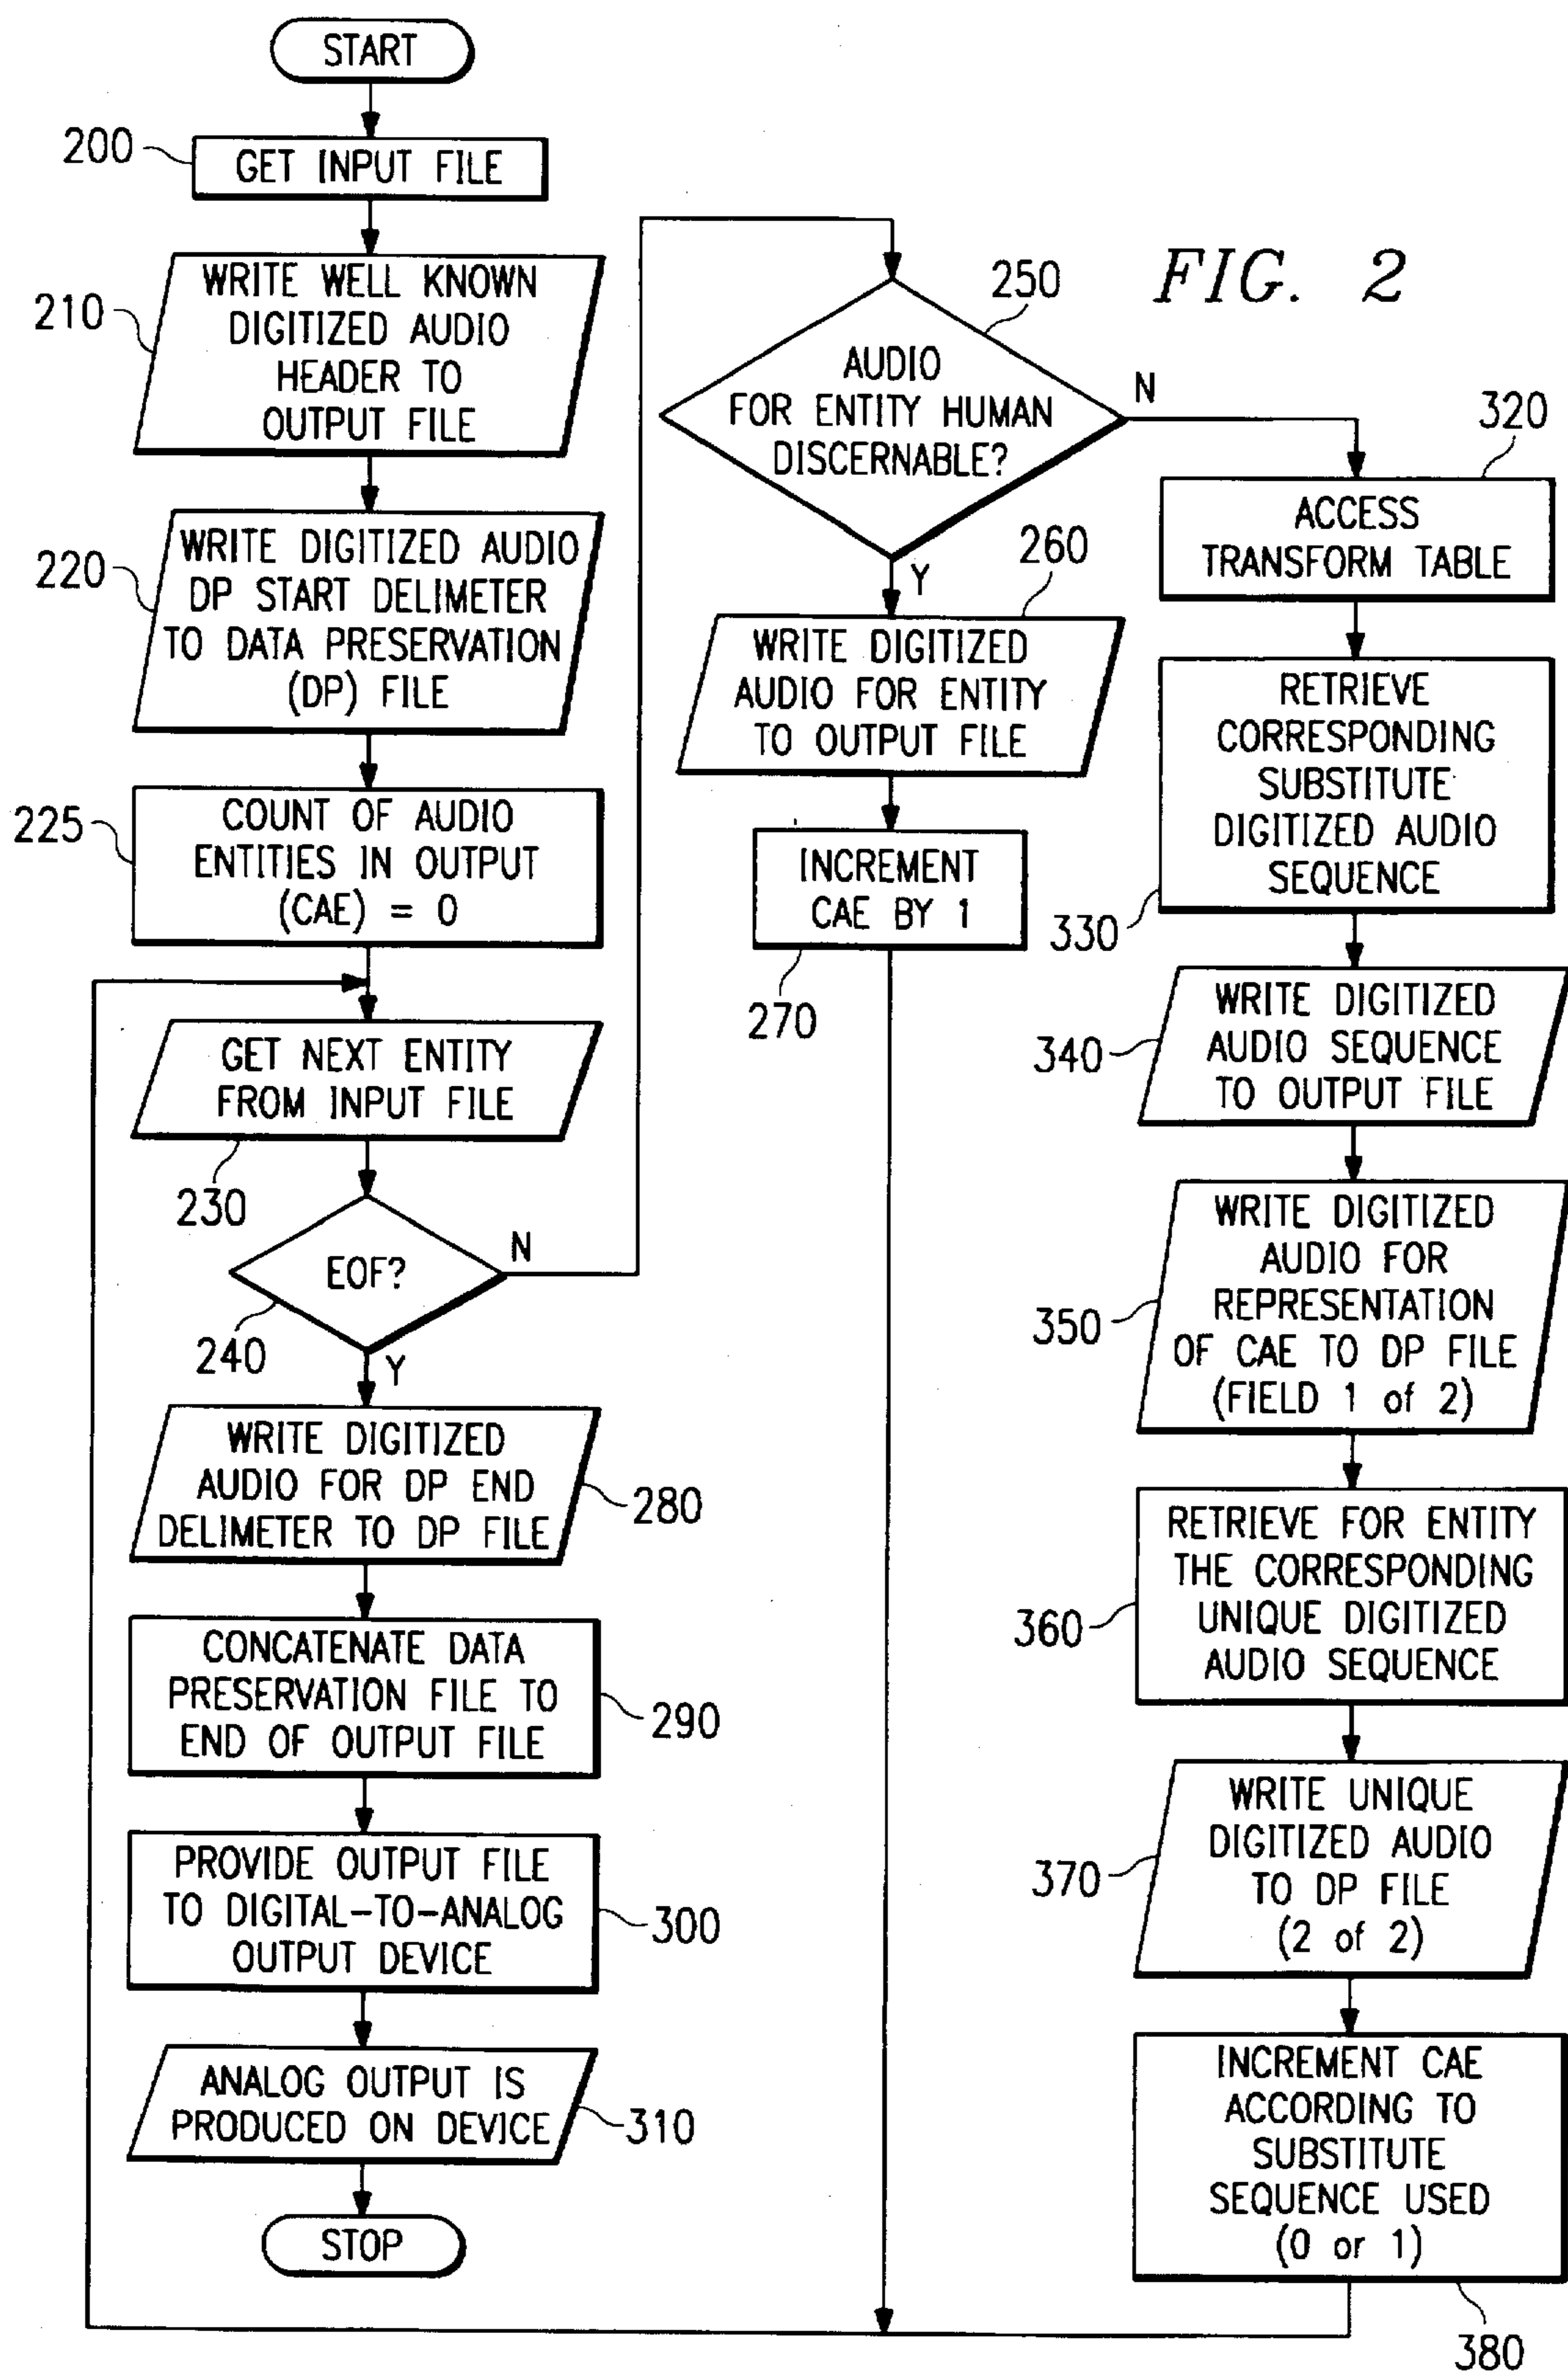 START
200
GET INPUT FILE
210
WRITE WELL KNOWN
DIGITIZED AUDIO
HEADER TO
OUTPUT FILE
220
WRITE DIGITIZED AUDIO
DP START DELIMETER
TO DATA PRESERVATION
(DP) FILE
225
COUNT OF AUDIO
ENTITIES IN OUTPUT
(CAE) = 0
GET NEXT ENTITY
FROM INPUT FILE
230
EOF?
N
240
Y
WRITE DIGITIZED
AUDIO FOR DP END
DELIMETER TO DP FILE
280
CONCATENATE DATA
PRESERVATION FILE TO
END OF OUTPUT FILE
290
PROVIDE OUTPUT FILE
TO DIGITAL-TO-ANALOG
OUTPUT DEVICE
300
ANALOG OUTPUT IS
PRODUCED ON DEVICE
310
STOP
FIG. 2
250
AUDIO
FOR ENTITY HUMAN
DISCERNABLE?
N
Y
260
WRITE DIGITIZED
AUDIO FOR ENTITY
TO OUTPUT FILE
INCREMENT
CAE BY 1
270
320
ACCESS
TRANSFORM TABLE
RETRIEVE
CORRESPONDING
SUBSTITUTE
DIGITIZED AUDIO
SEQUENCE
330
WRITE DIGITIZED
AUDIO SEQUENCE
TO OUTPUT FILE
340
WRITE DIGITIZED
AUDIO FOR
REPRESENTATION
OF CAE TO DP FILE
(FIELD 1 of 2)
350
RETRIEVE FOR ENTITY
THE CORRESPONDING
UNIQUE DIGITIZED
AUDIO SEQUENCE
360
WRITE UNIQUE
DIGITIZED AUDIO
TO DP FILE
(2 of 2)
370
INCREMENT CAE
ACCORDING TO
SUBSTITUTE
SEQUENCE USED
(0 or 1)
380